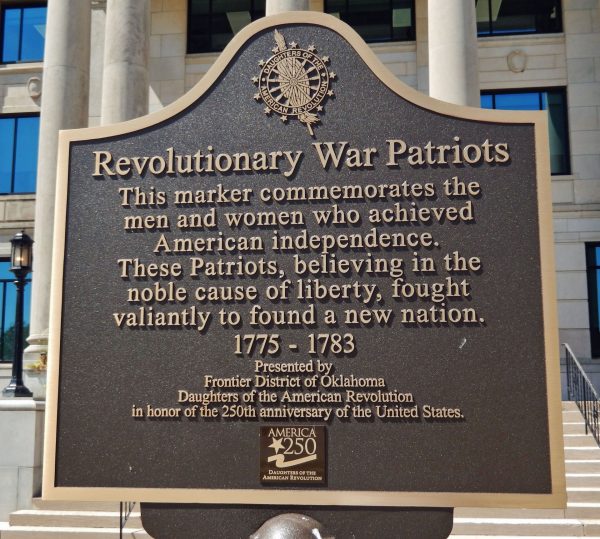 DAUGHTERS OF THE
AMERICAN REVOLUTION
Revolutionary War Patriots
This marker commemorates the
men and women who achieved
American independence.
These Patriots, believing in the
noble cause of liberty, fought
valiantly to found a new nation.
1775 - 1783
Presented by
Frontier District of Oklahoma
Daughters of the American Revolution
in honor of the 250th anniversary of the United States.
AMERICA
250
DAUGHTERS OF THE
AMERICAN REVOLUTION